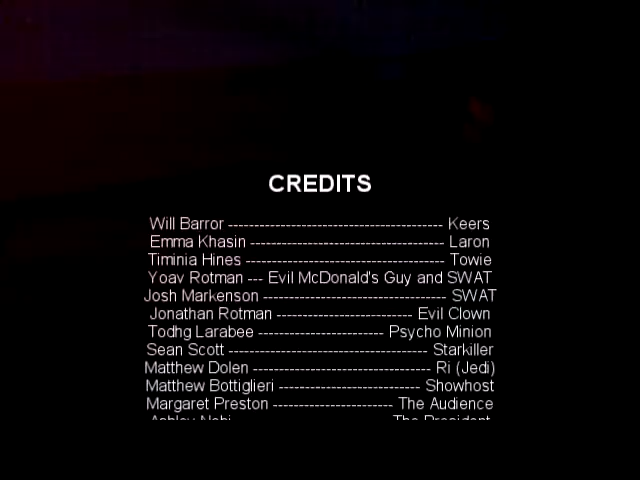 CREDITS
Will Barror ----------------------------------------- Keers
Emma Khasin ------------------------------------- Laron
Timinia Hines -------------------------------------- Towie
Yoav Rotman --- Evil McDonald's Guy and SWAT
Josh Markenson ----------------------------------- SWAT
Jonathan Rotman -------------------------- Evil Clown
Todhg Larabee ------------------------ Psycho Minion
Sean Scott -------------------------------------- Starkiller
Matthew Dolen ---------------------------------- Ri (Jedi)
Matthew Bottiglieri --------------------------- Showhost
Margaret Preston ----------------------- The Audience
The President